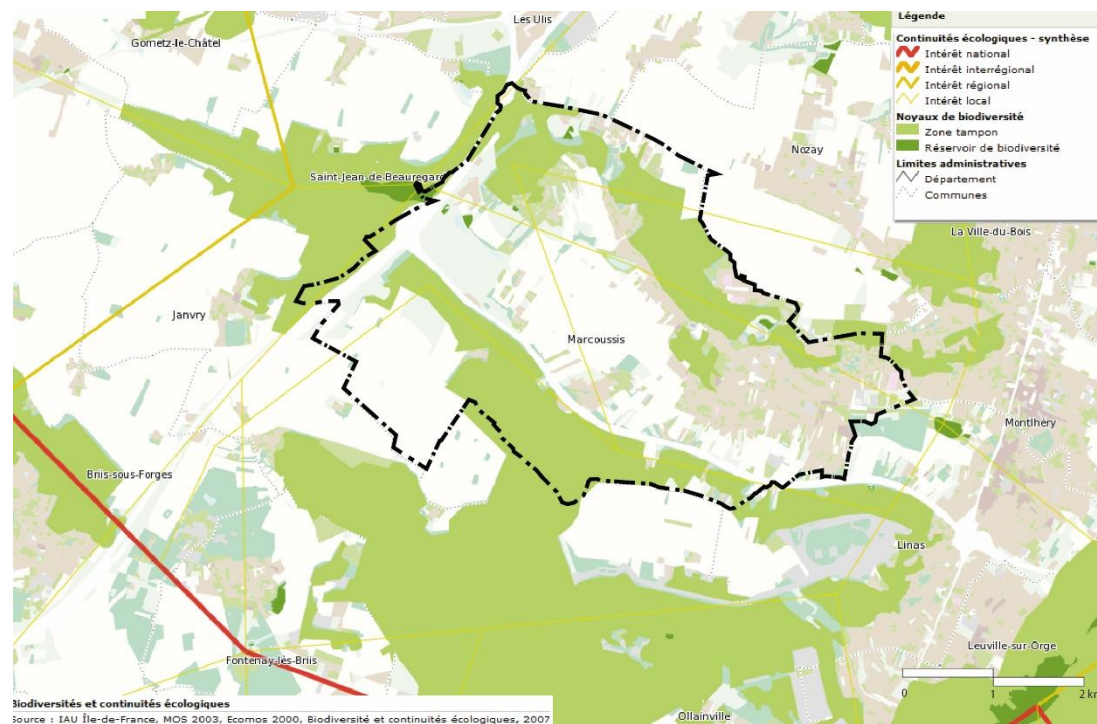 Légende
Continuités écologiques - synthèse
Intérêt national
Intérêt interrégional
Intérêt régional
Intérêt local
Noyaux de biodiversité
Zone tampon
Réservoir de biodiversité
Limites administratives
Département
Communes
Les Ulis
Gometz-le-Châtel
Nozay
Saint-Jean-de-Beauregard
La Ville-du-Bois
Janvry
Marcoussis
Montlhéry
Briis-sous-Forges
Linas
Leuville-sur-Orge
Fontenay-lès-Briis
0 1 2 km
Ollainville
Biodiversités et continuités écologiques
Source : IAU Île-de-France, MOS 2003, Ecomos 2000, Biodiversité et continuités écologiques, 2007